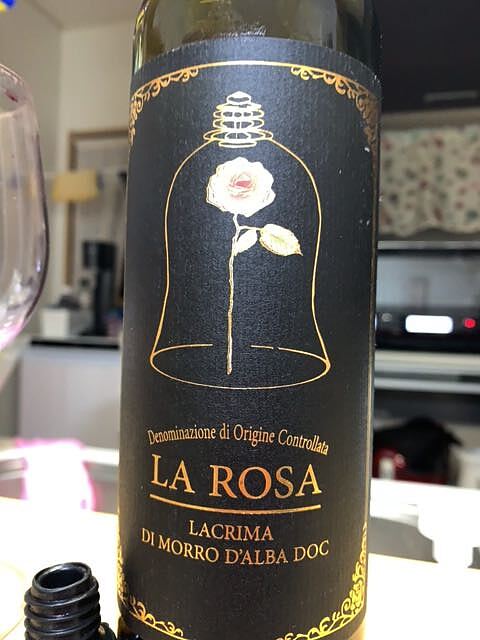 Denominazione di Origine Controllata
LA ROSA
LACRIMA
DI MORRO D'ALBA DOC